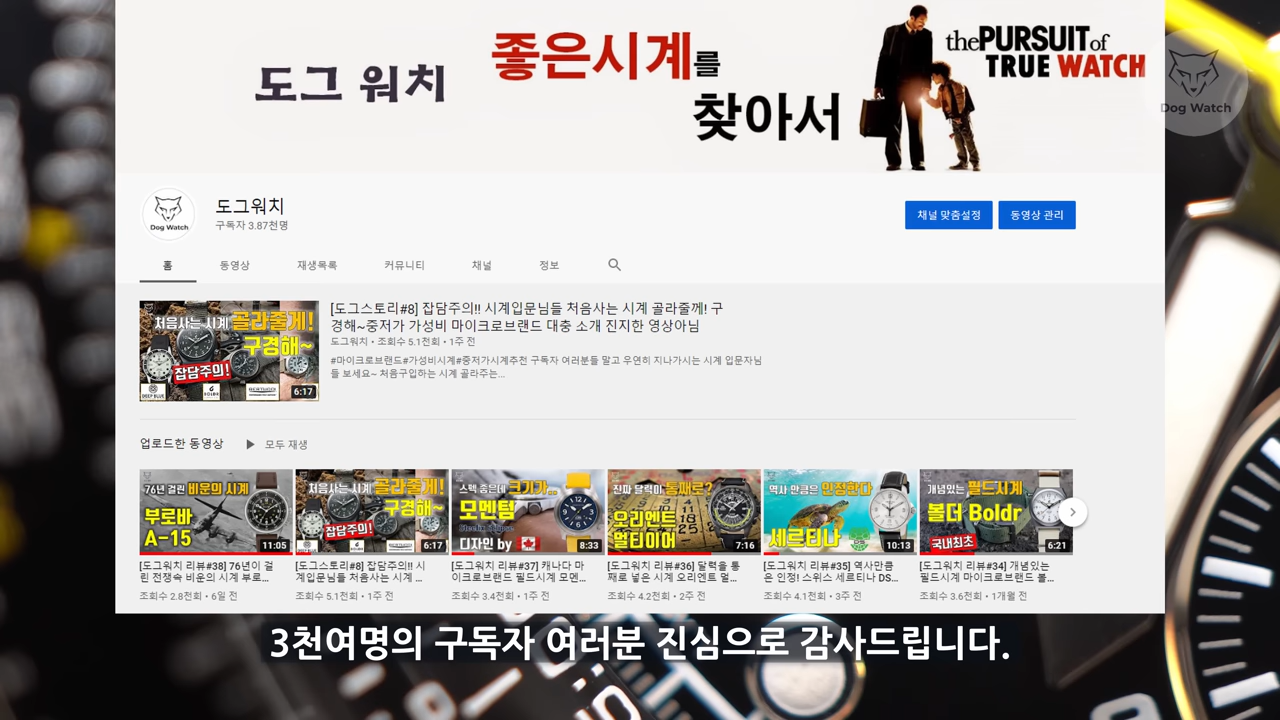 도그 워치
좋은시계를
찾아서
thePURSUITof
TRUE WATCH
Dog Watch
Dog Watch
도그워치
구독자 3.87천명
채널 맞춤설정
동영상 관리
홈
동영상
재생목록
커뮤니티
채널
정보
처음사는 시계 골라줄게!
구경해~
잡담주의!
DEEP BLUE
BOLDR
BERTUCCI
6:17
[도그스토리#8] 잡담주의!! 시계입문님들 처음사는 시계 골라줄께! 구
경해~중저가 가성비 마이크로브랜드 대충 소개 진지한 영상아님
도그워치 • 조회수 5.1천회 • 1주 전
#마이크로브랜드#가성비시계#중저가시계추천 구독자 여러분들 말고 우연히 지나가시는 시계 입문자님
들 보세요~ 처음구입하는 시계 골라주는...
업로드한 동영상
모두 재생
76년 걸린 비운의 시계
부로바
A-15
11:05
[도그워치 리뷰#38] 76년이 걸
린 전쟁속 비운의 시계 부로...
조회수 2.8천회 • 6일 전
처음사는 시계 골라줄게!
구경해~
잡담주의!
6:17
[도그스토리#8] 잡담주의!! 시
계입문님들 처음사는 시계 ...
조회수 5.1천회 • 1주 전
스펙 좋은데 크기가..
모멘텀
디자인 by
8:33
[도그워치 리뷰#37] 캐나다 마
이크로브랜드 필드시계 모멘...
조회수 3.4천회 • 1주 전
진짜 달력이 통째로?
오리엔트
멀티이어
7:16
[도그워치 리뷰#36] 달력을 통
째로 넣은 시계 오리엔트 멀...
조회수 4.2천회 • 2주 전
역사 만큼은 인정한다
세르티나
10:13
[도그워치 리뷰#35] 역사만큼
은 인정! 스위스 세르티나 DS...
조회수 4.1천회 • 3주 전
개념있는 필드시계
볼더 Boldr
국내최초
6:21
[도그워치 리뷰#34] 개념있는
필드시계 마이크로브랜드 볼...
조회수 3.6천회 • 1개월 전
3천여명의 구독자 여러분 진심으로 감사드립니다.